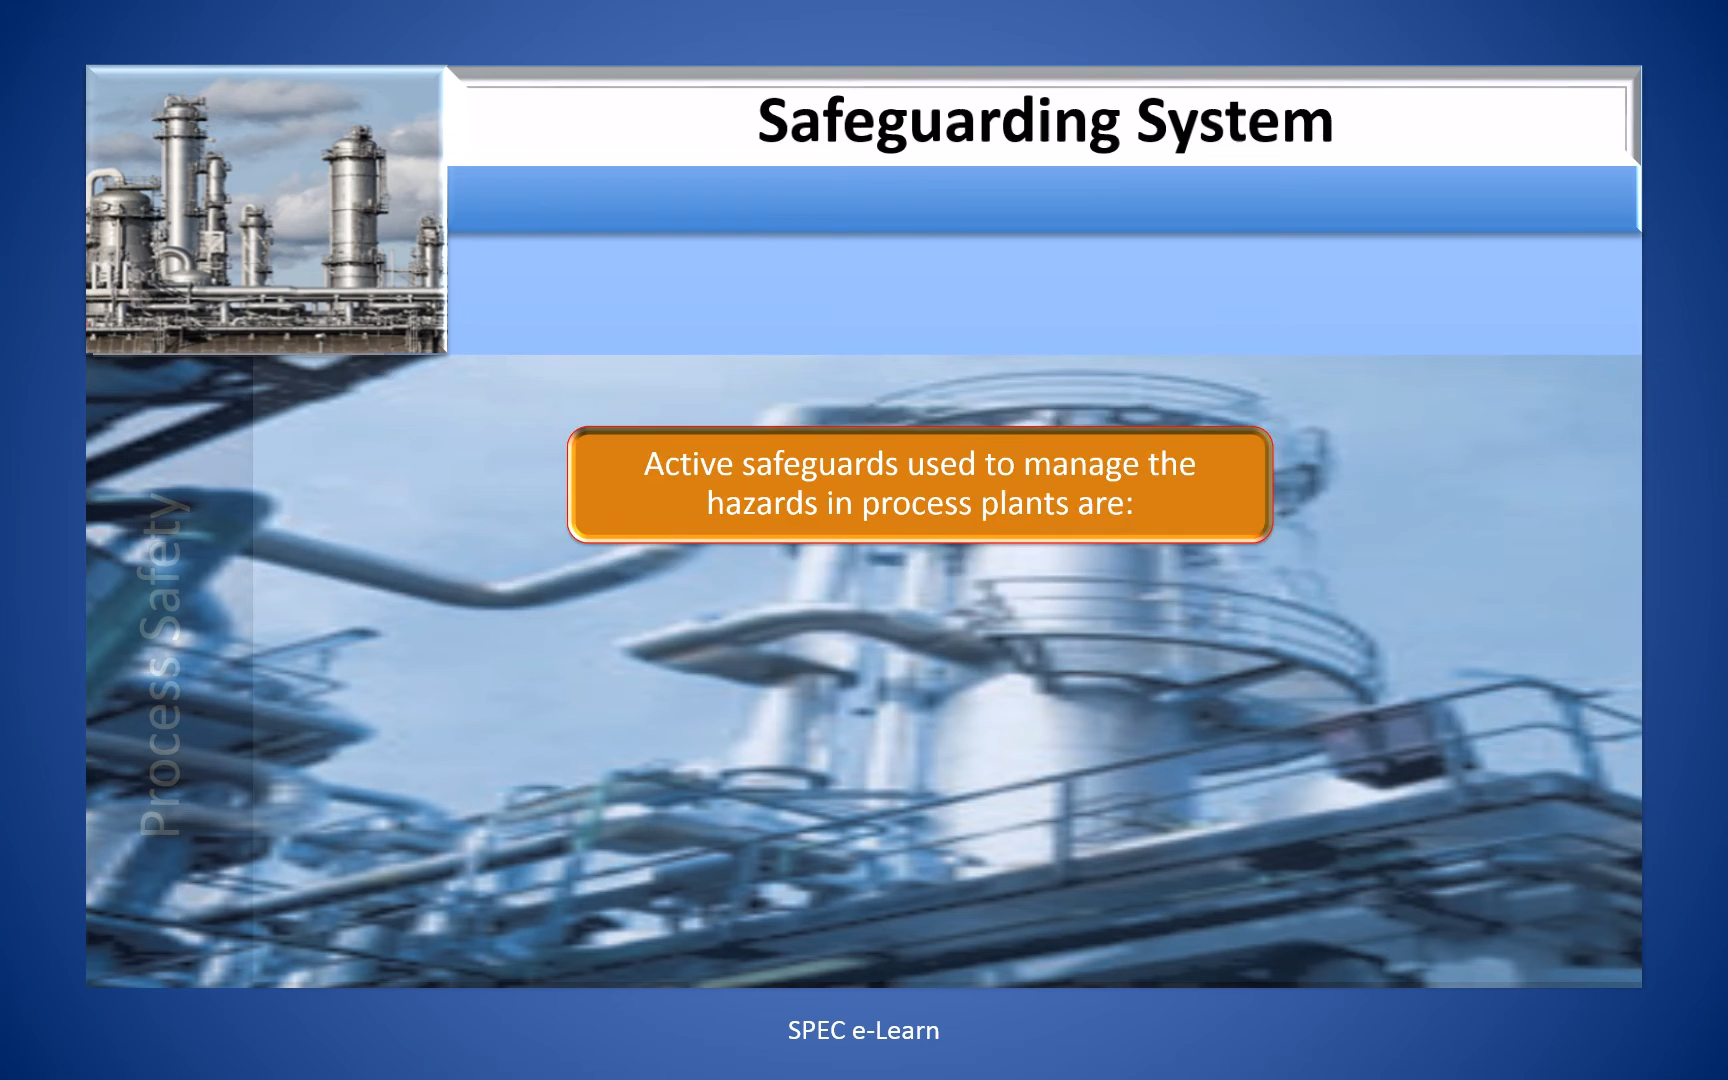 Safeguarding System
Active safeguards used to manage the
hazards in process plants are:
Process Safety
SPEC e-Learn